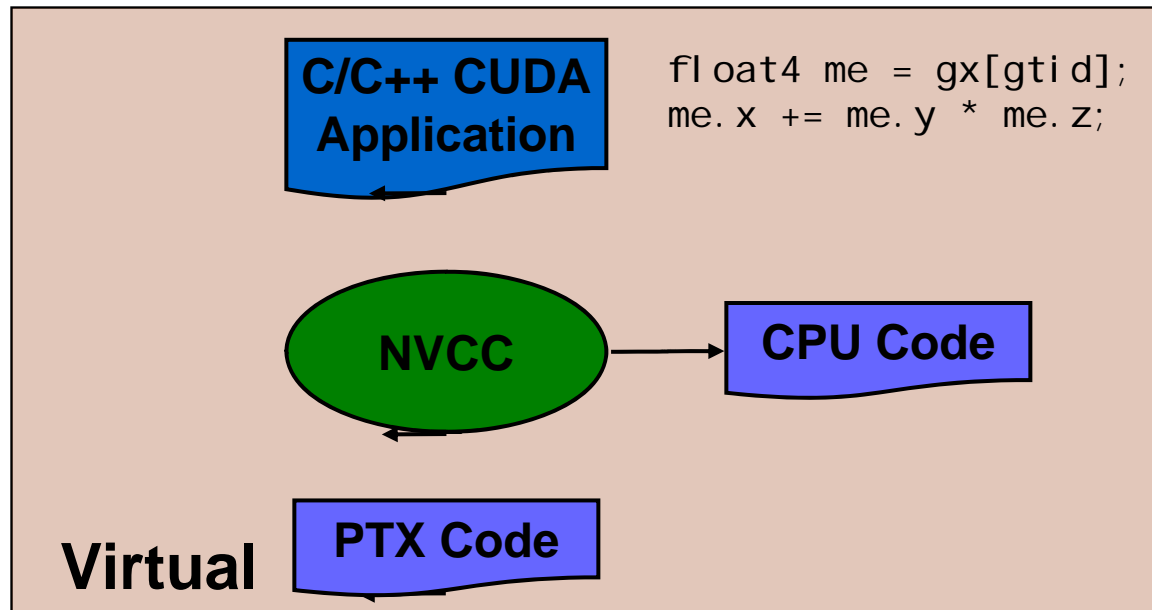 C/C++ CUDA
Application
float4 me = gx[gtid];
me.x += me.y * me.z;
NVCC
CPU Code
PTX Code
Virtual